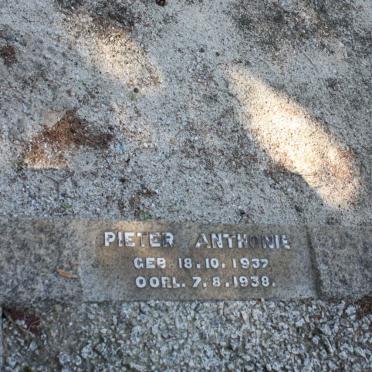 PIETER ANTHONIE
GEB. 18.10.1937
OORL. 7.8.1938.